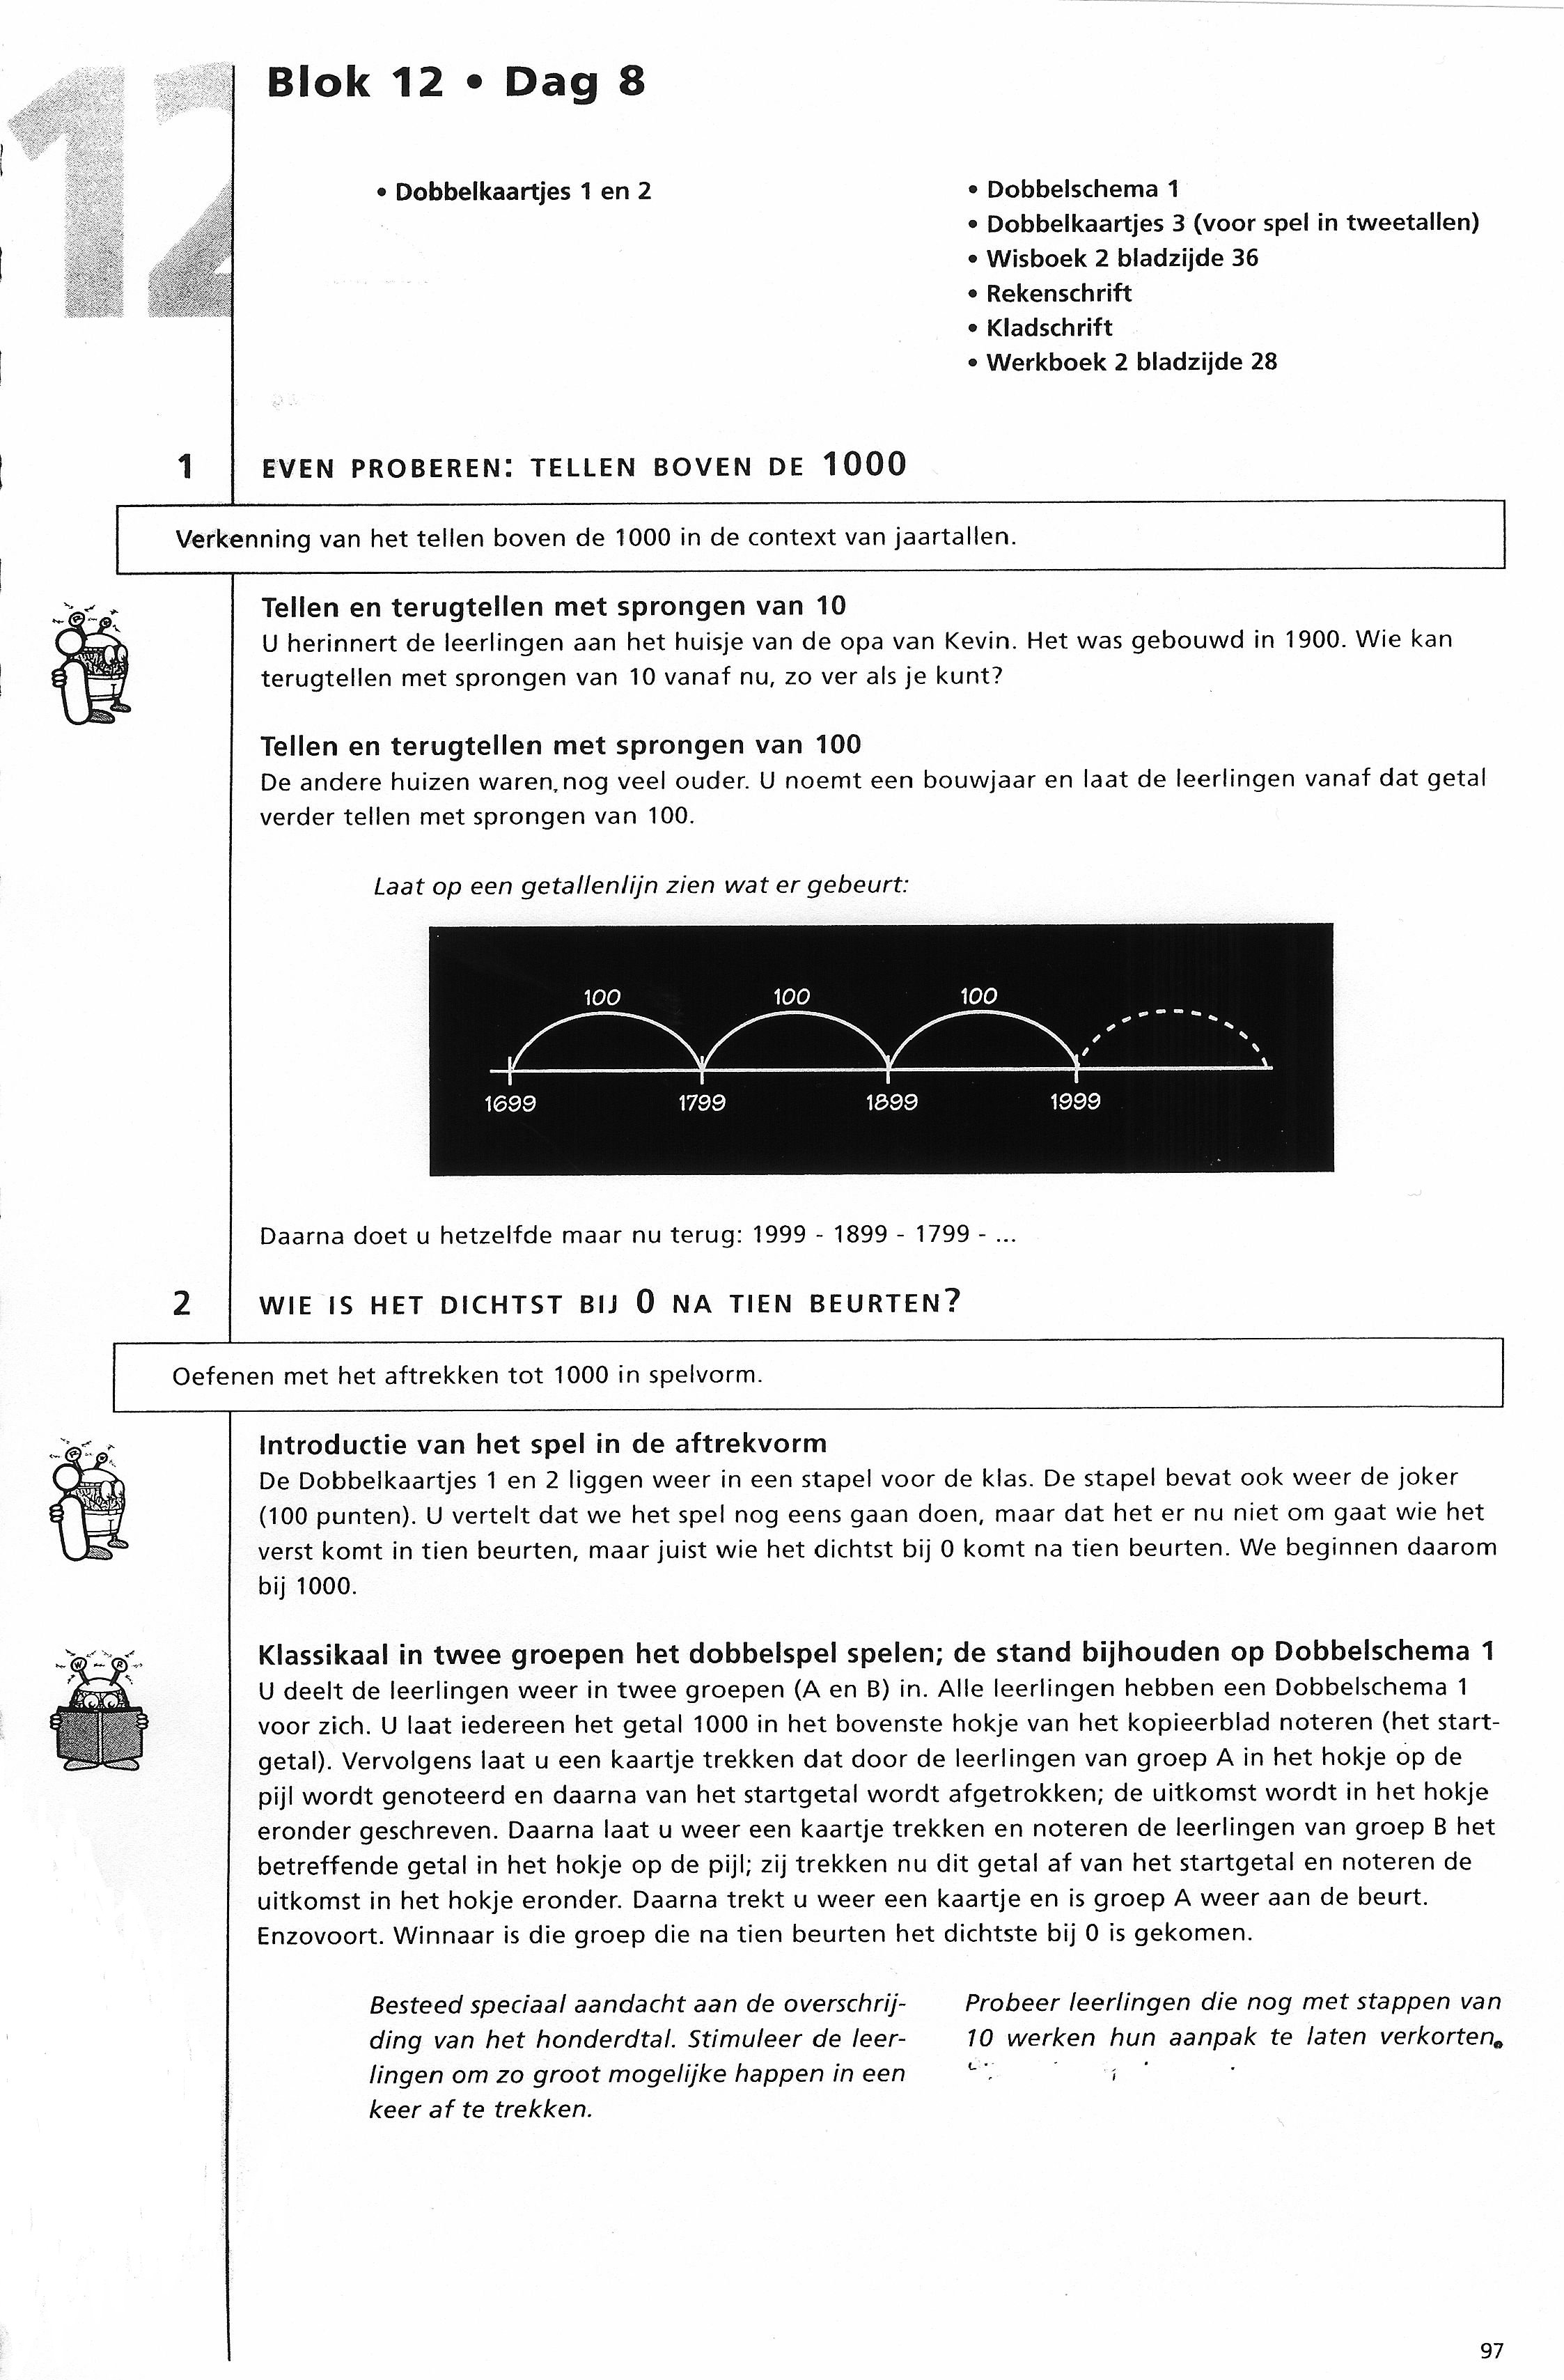 12
Blok 12 • Dag 8
• Dobbelkaartjes 1 en 2
• Dobbelschema 1
• Dobbelkaartjes 3 (voor spel in tweetallen)
• Wisboek 2 bladzijde 36
• Rekenschrift
• Kladschrift
• Werkboek 2 bladzijde 28
1 EVEN PROBEREN: TELLEN BOVEN DE 1000
Verkenning van het tellen boven de 1000 in de context van jaartallen.
Tellen en terugtellen met sprongen van 10
U herinnert de leerlingen aan het huisje van de opa van Kevin. Het was gebouwd in 1900. Wie kan
terugtellen met sprongen van 10 vanaf nu, zo ver als je kunt?
Tellen en terugtellen met sprongen van 100
De andere huizen waren nog veel ouder. U noemt een bouwjaar en laat de leerlingen vanaf dat getal
verder tellen met sprongen van 100.
Laat op een getallenlijn zien wat er gebeurt:
100 100 100
1699 1799 1899 1999
Daarna doet u hetzelfde maar nu terug: 1999 - 1899 - 1799 - ...
2 WIE IS HET DICHTST BIJ 0 NA TIEN BEURTEN?
Oefenen met het aftrekken tot 1000 in spelvorm.
Introductie van het spel in de aftrekvorm
De Dobbelkaartjes 1 en 2 liggen weer in een stapel voor de klas. De stapel bevat ook weer de joker
(100 punten). U vertelt dat we het spel nog eens gaan doen, maar dat het er nu niet om gaat wie het
verst komt in tien beurten, maar juist wie het dichtst bij 0 komt na tien beurten. We beginnen daarom
bij 1000.
W R
Klassikaal in twee groepen het dobbelspel spelen; de stand bijhouden op Dobbelschema 1
U deelt de leerlingen weer in twee groepen (A en B) in. Alle leerlingen hebben een Dobbelschema 1
voor zich. U laat iedereen het getal 1000 in het bovenste hokje van het kopieerblad noteren (het start-
getal). Vervolgens laat u een kaartje trekken dat door de leerlingen van groep A in het hokje op de
pijl wordt genoteerd en daarna van het startgetal wordt afgetrokken; de uitkomst wordt in het hokje
eronder geschreven. Daarna laat u weer een kaartje trekken en noteren de leerlingen van groep B het
betreffende getal in het hokje op de pijl; zij trekken nu dit getal af van het startgetal en noteren de
uitkomst in het hokje eronder. Daarna trekt u weer een kaartje en is groep A weer aan de beurt.
Enzovoort. Winnaar is die groep die na tien beurten het dichtste bij 0 is gekomen.
Besteed speciaal aandacht aan de overschrij-
ding van het honderdtal. Stimuleer de leer-
lingen om zo groot mogelijke happen in een
keer af te trekken.
Probeer leerlingen die nog met stappen van
10 werken hun aanpak te laten verkorten.
97